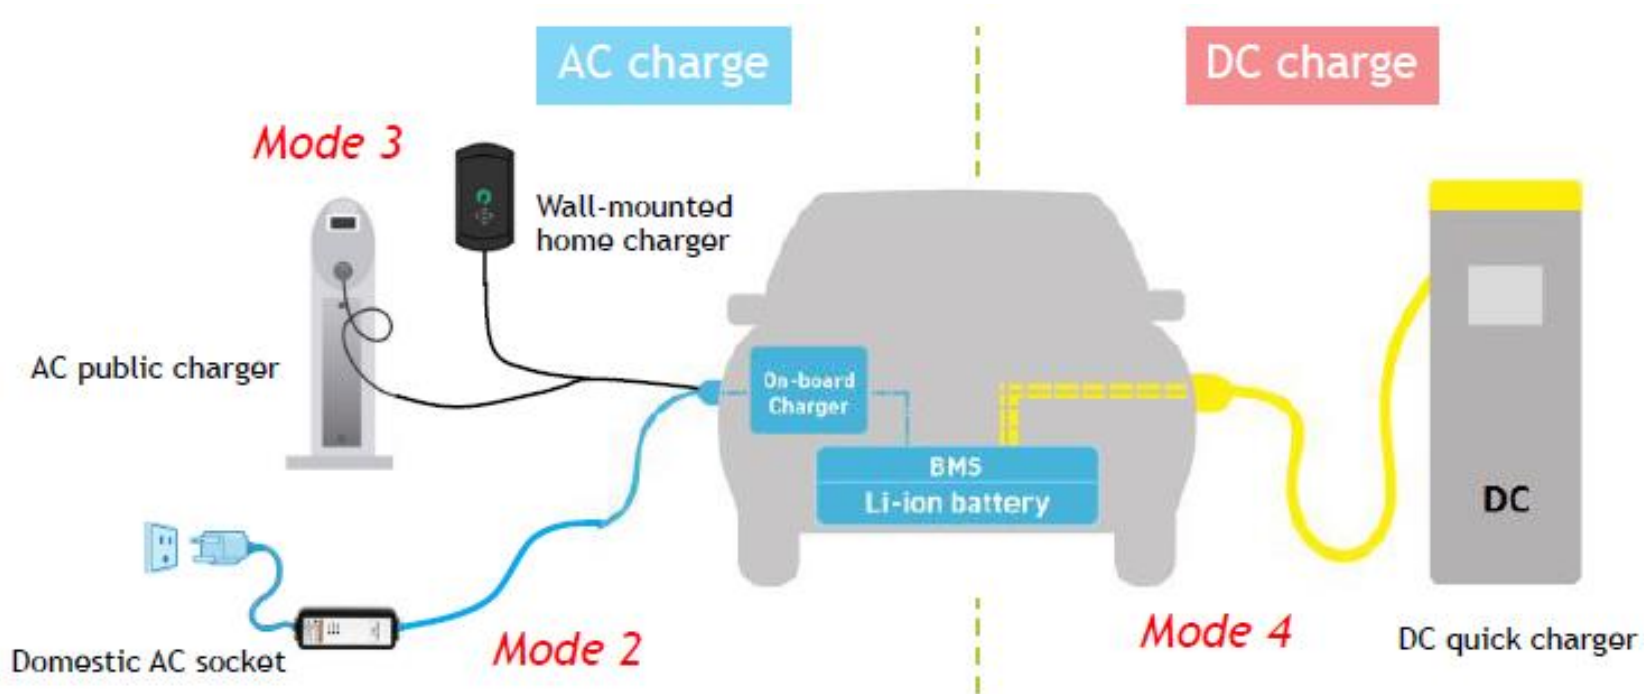 AC charge
DC charge
Mode 3
Wall-mounted
home charger
AC public charger
On-board
Charger
BMS
Li-ion battery
DC
Mode 2
Mode 4
Domestic AC socket
DC quick charger